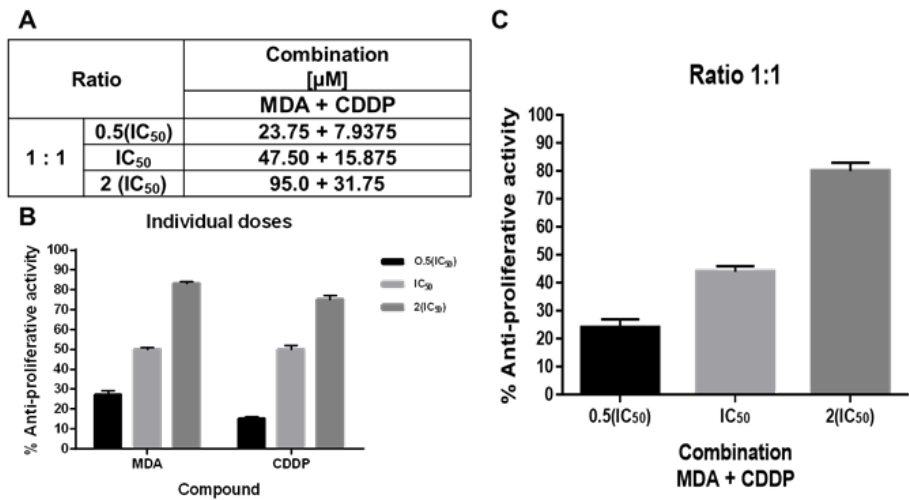 A
Ratio
Combination
[µM]
MDA + CDDP
1 : 1
0.5(IC₅₀)
23.75 + 7.9375
IC₅₀
47.50 + 15.875
2 (IC₅₀)
95.0 + 31.75
B
Individual doses
% Anti-proliferative activity
100
90
80
70
60
50
40
30
20
10
0
MDA
CDDP
Compound
0.5(IC₅₀)
IC₅₀
2(IC₅₀)
C
Ratio 1:1
% Anti-proliferative activity
100
90
80
70
60
50
40
30
20
10
0
0.5(IC₅₀)
IC₅₀
2(IC₅₀)
Combination
MDA + CDDP